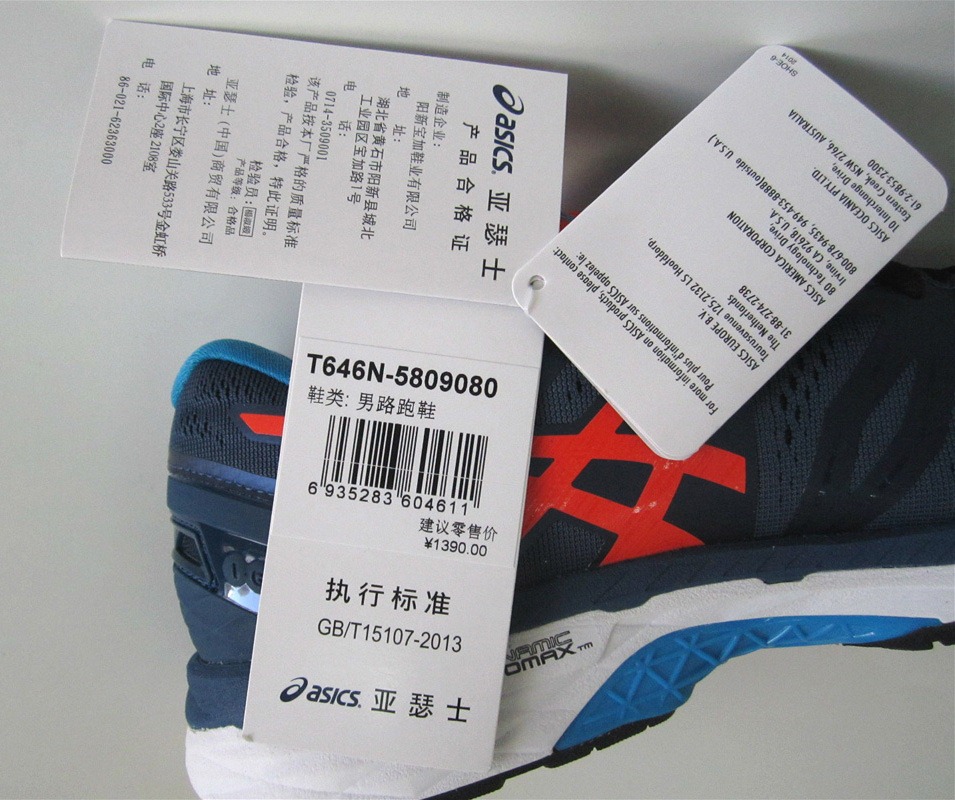 asics. 亚瑟士
产品合格证
制造企业：
阳新宝加鞋业有限公司
地址：
湖北省黄石市阳新县城北
工业园区宝加路1号
电话：
0714-3509001
该产品按本厂严格的质量标准
检验，产品合格，特此证明。
检验员：
产品等级：合格品
亚瑟士（中国）商贸有限公司
地址：
上海市长宁区娄山关路533号金虹桥
国际中心2座2108室
电话：
86-021-62363000
T646N-5809080
鞋类: 男路跑鞋
6 935283 604611
建议零售价
¥1390.00
执行标准
GB/T15107-2013
asics. 亚瑟士
For more information on ASICS products, please contact:
Pour plus d'informations sur ASICS appelez le:
ASICS EUROPE B.V.
Taurusavenue 125,2132 LS Hoofdorp,
The Netherlands
31-88-274-2738
ASICS AMERICA CORPORATION
80 Technology Drive,
Irvine, CA 92618, U.S.A.
800-678-9435, 949-453-8888(outside U.S.A.)
ASICS OCEANIA PTY LTD.
10 Interchange Drive,
Eastern Creek, NSW 2766, AUSTRALIA
61-2-9853-2300
SHOE-6
2014
NAMIC
OMAX™